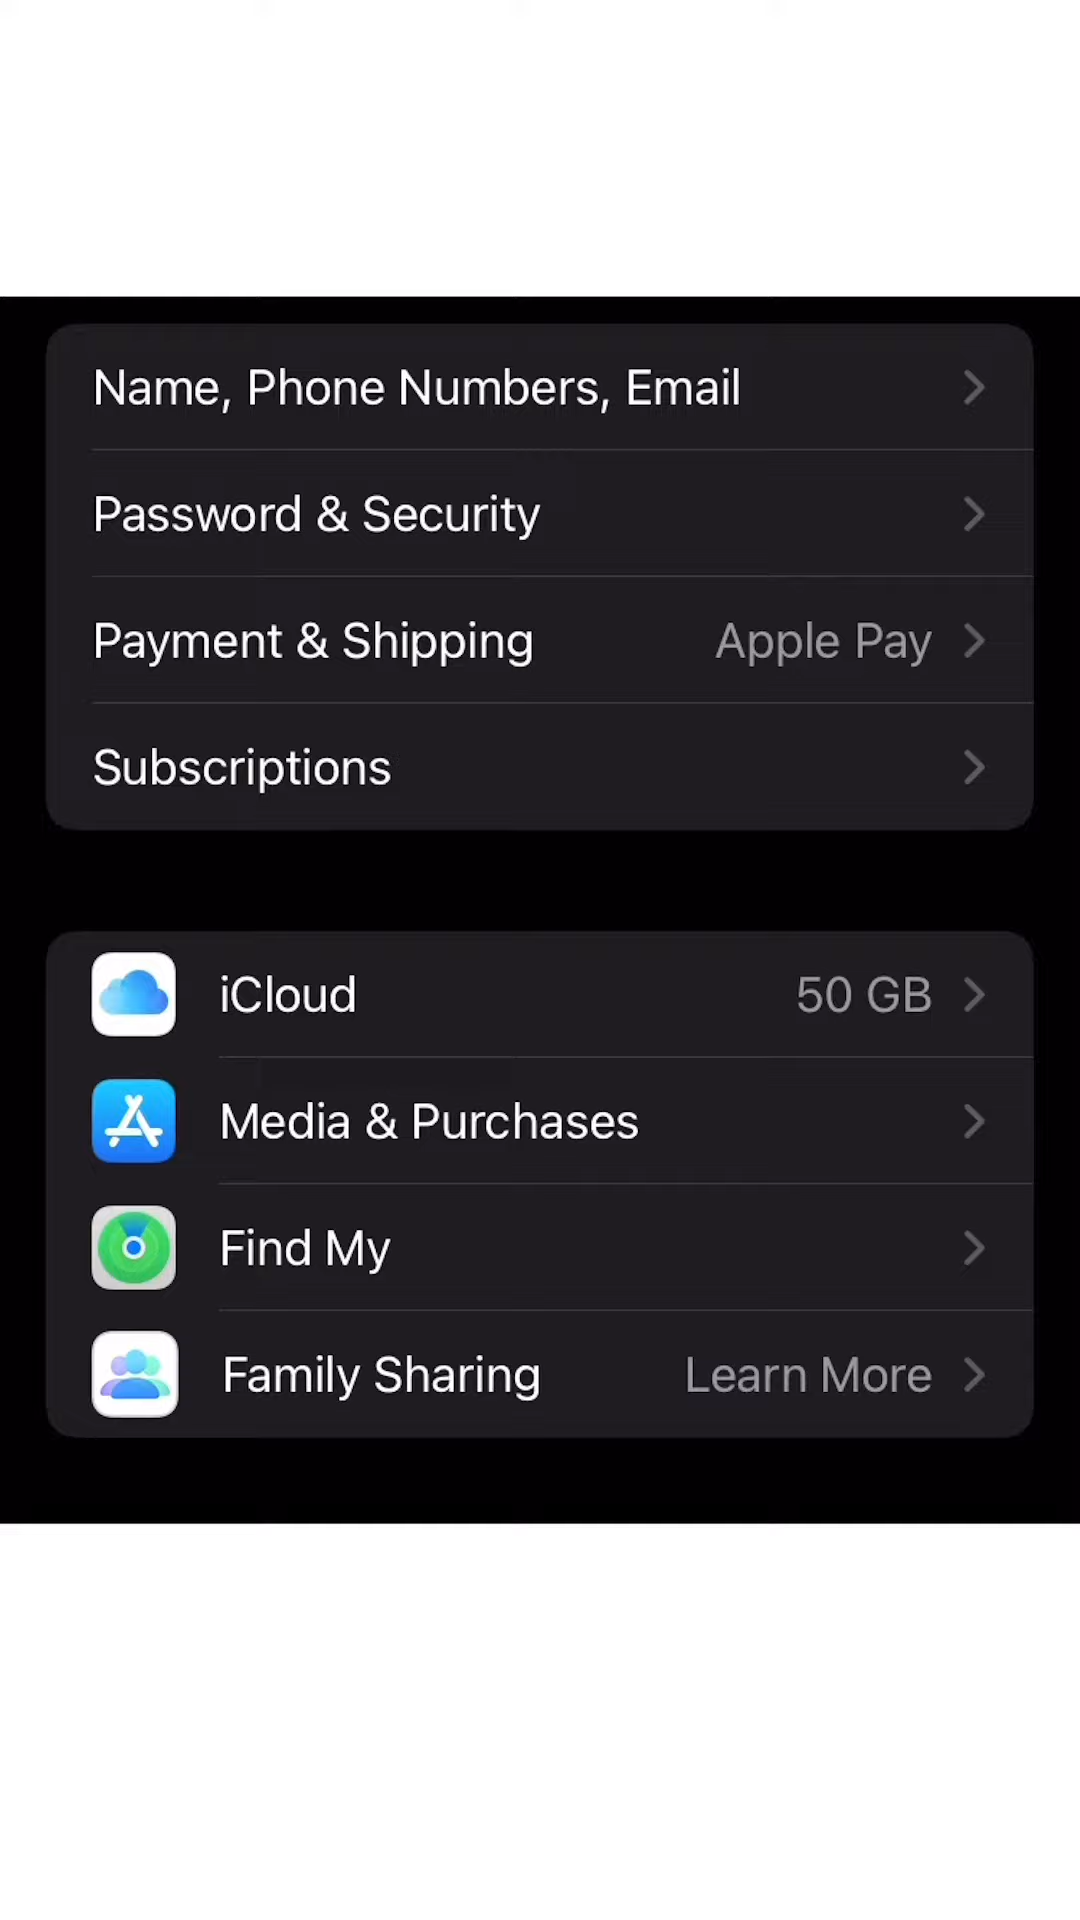 Name, Phone Numbers, Email
Password & Security
Payment & Shipping Apple Pay
Subscriptions
iCloud 50 GB
Media & Purchases
Find My
Family Sharing Learn More